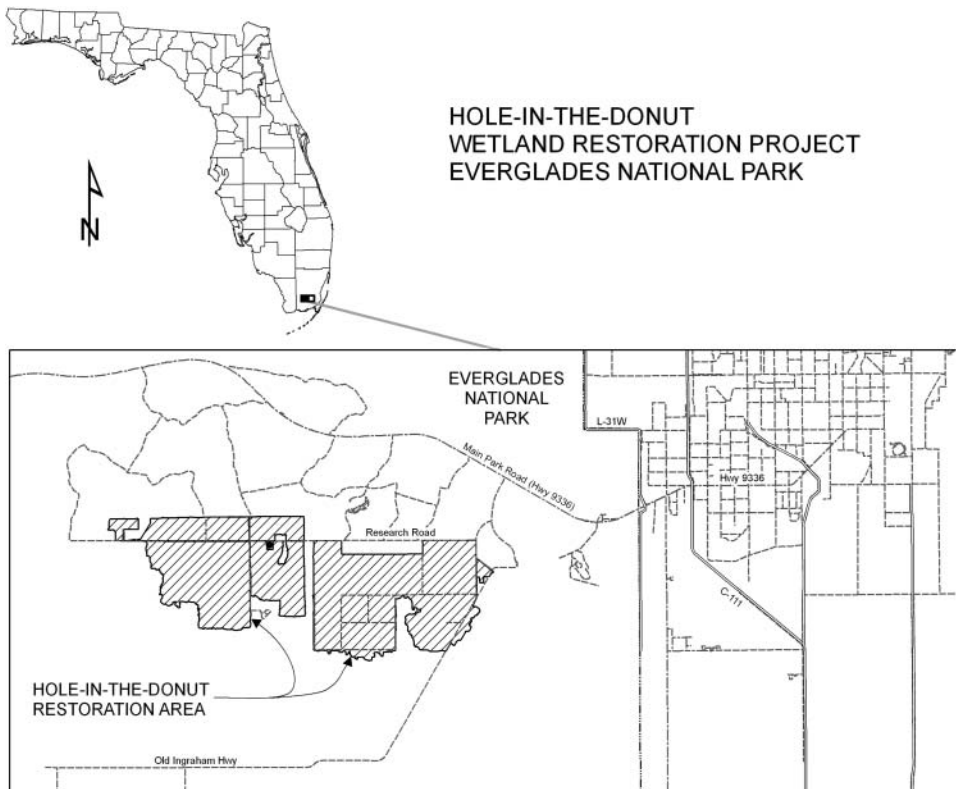 HOLE-IN-THE-DONUT
WETLAND RESTORATION PROJECT
EVERGLADES NATIONAL PARK
N
EVERGLADES
NATIONAL
PARK
L-31W
Main Park Road (Hwy 9336)
Hwy 9336
Research Road
C-111
HOLE-IN-THE-DONUT
RESTORATION AREA
Old Ingraham Hwy